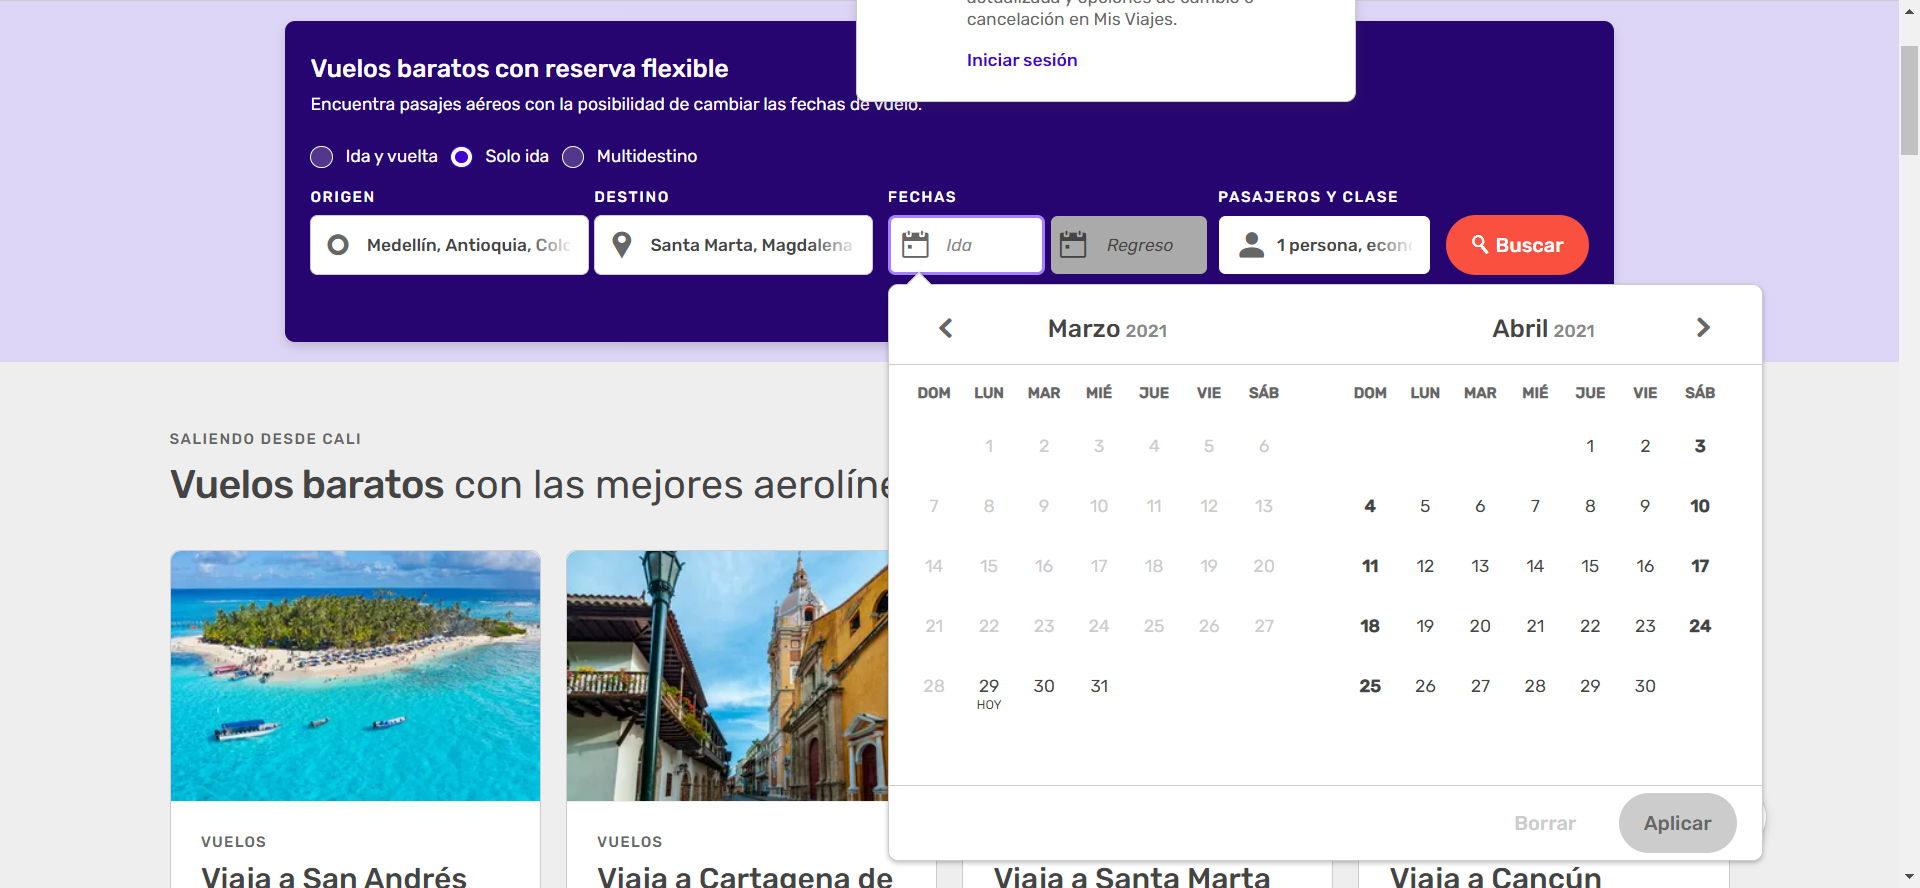 cancelación en Mis Viajes.
Iniciar sesión
Vuelos baratos con reserva flexible
Encuentra pasajes aéreos con la posibilidad de cambiar las fechas de vuelo.
Ida y vuelta Solo ida Multidestino
ORIGEN DESTINO FECHAS PASAJEROS Y CLASE
Medellín, Antioquia, Colo Santa Marta, Magdalena Ida Regreso 1 persona, econ Buscar
Marzo 2021 Abril 2021
DOM LUN MAR MIÉ JUE VIE SÁB DOM LUN MAR MIÉ JUE VIE SÁB
1 2 3 4 5 6 1 2 3
7 8 9 10 11 12 13 4 5 6 7 8 9 10
14 15 16 17 18 19 20 11 12 13 14 15 16 17
21 22 23 24 25 26 27 18 19 20 21 22 23 24
28 29 30 31 25 26 27 28 29 30
HOY
Borrar Aplicar
SALIENDO DESDE CALI
Vuelos baratos con las mejores aerolíne
VUELOS VUELOS
Viaja a San Andrés Viaja a Cartagena de Viaja a Santa Marta Viaja a Cancún